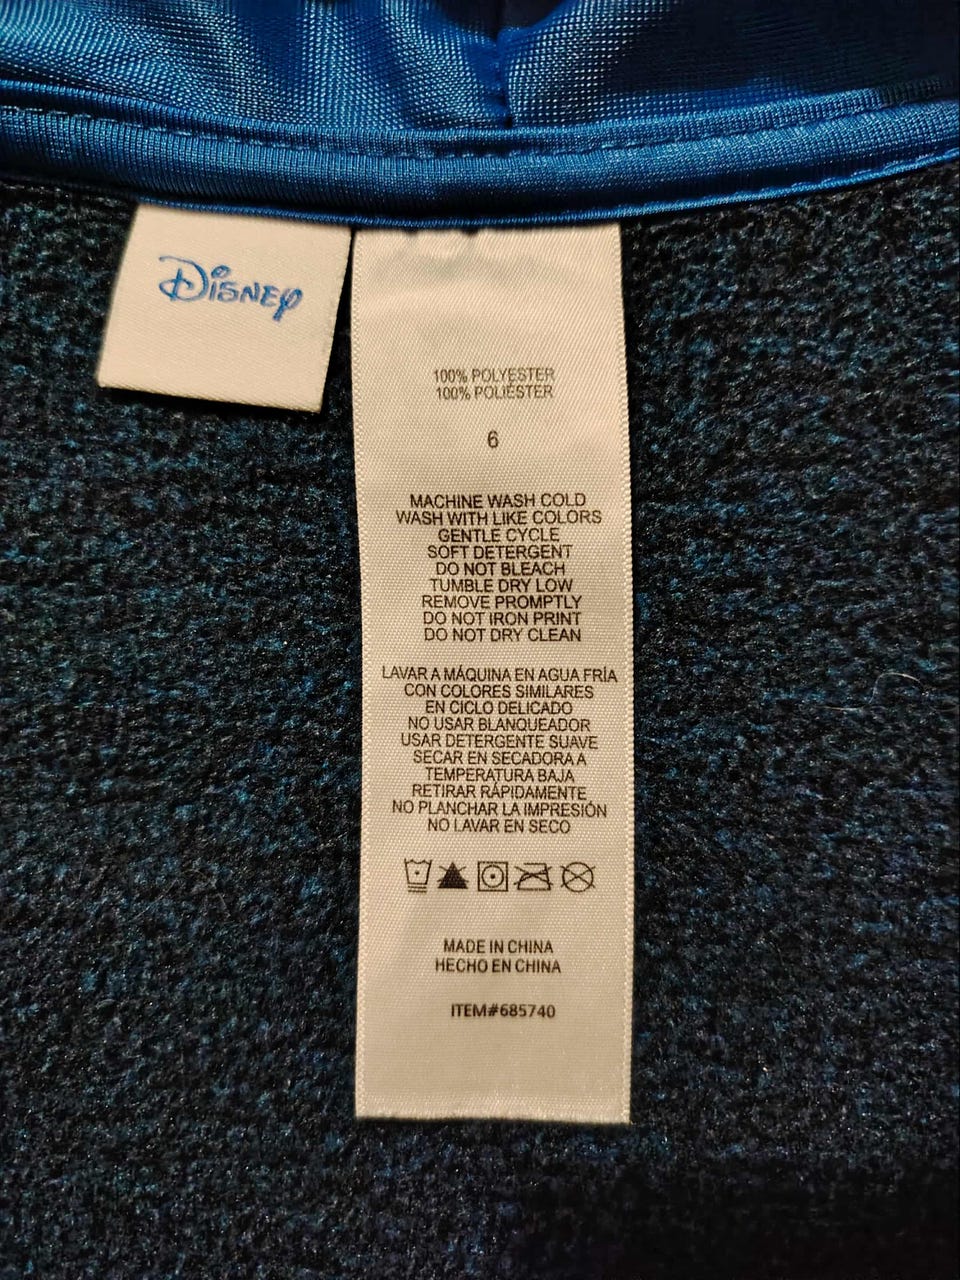 Disney
100% POLYESTER
100% POLIÉSTER
6
MACHINE WASH COLD
WASH WITH LIKE COLORS
GENTLE CYCLE
SOFT DETERGENT
DO NOT BLEACH
TUMBLE DRY LOW
REMOVE PROMPTLY
DO NOT IRON PRINT
DO NOT DRY CLEAN
LAVAR A MÁQUINA EN AGUA FRÍA
CON COLORES SIMILARES
EN CICLO DELICADO
NO USAR BLANQUEADOR
USAR DETERGENTE SUAVE
SECAR EN SECADORA A
TEMPERATURA BAJA
RETIRAR RÁPIDAMENTE
NO PLANCHAR LA IMPRESIÓN
NO LAVAR EN SECO
MADE IN CHINA
HECHO EN CHINA
ITEM#685740